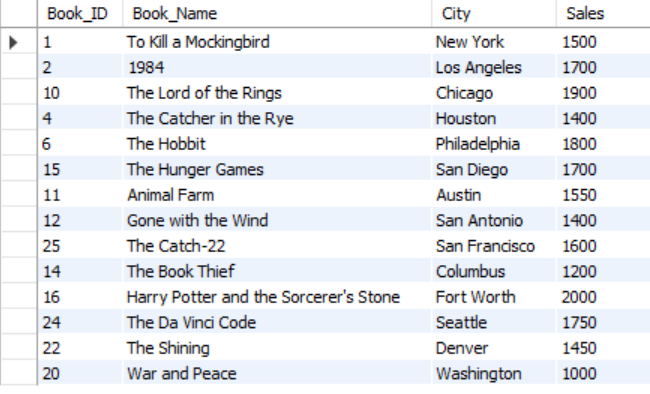 Book_ID Book_Name City Sales
1 To Kill a Mockingbird New York 1500
2 1984 Los Angeles 1700
10 The Lord of the Rings Chicago 1900
4 The Catcher in the Rye Houston 1400
6 The Hobbit Philadelphia 1800
15 The Hunger Games San Diego 1700
11 Animal Farm Austin 1550
12 Gone with the Wind San Antonio 1400
25 The Catch-22 San Francisco 1600
14 The Book Thief Columbus 1200
16 Harry Potter and the Sorcerer's Stone Fort Worth 2000
24 The Da Vinci Code Seattle 1750
22 The Shining Denver 1450
20 War and Peace Washington 1000